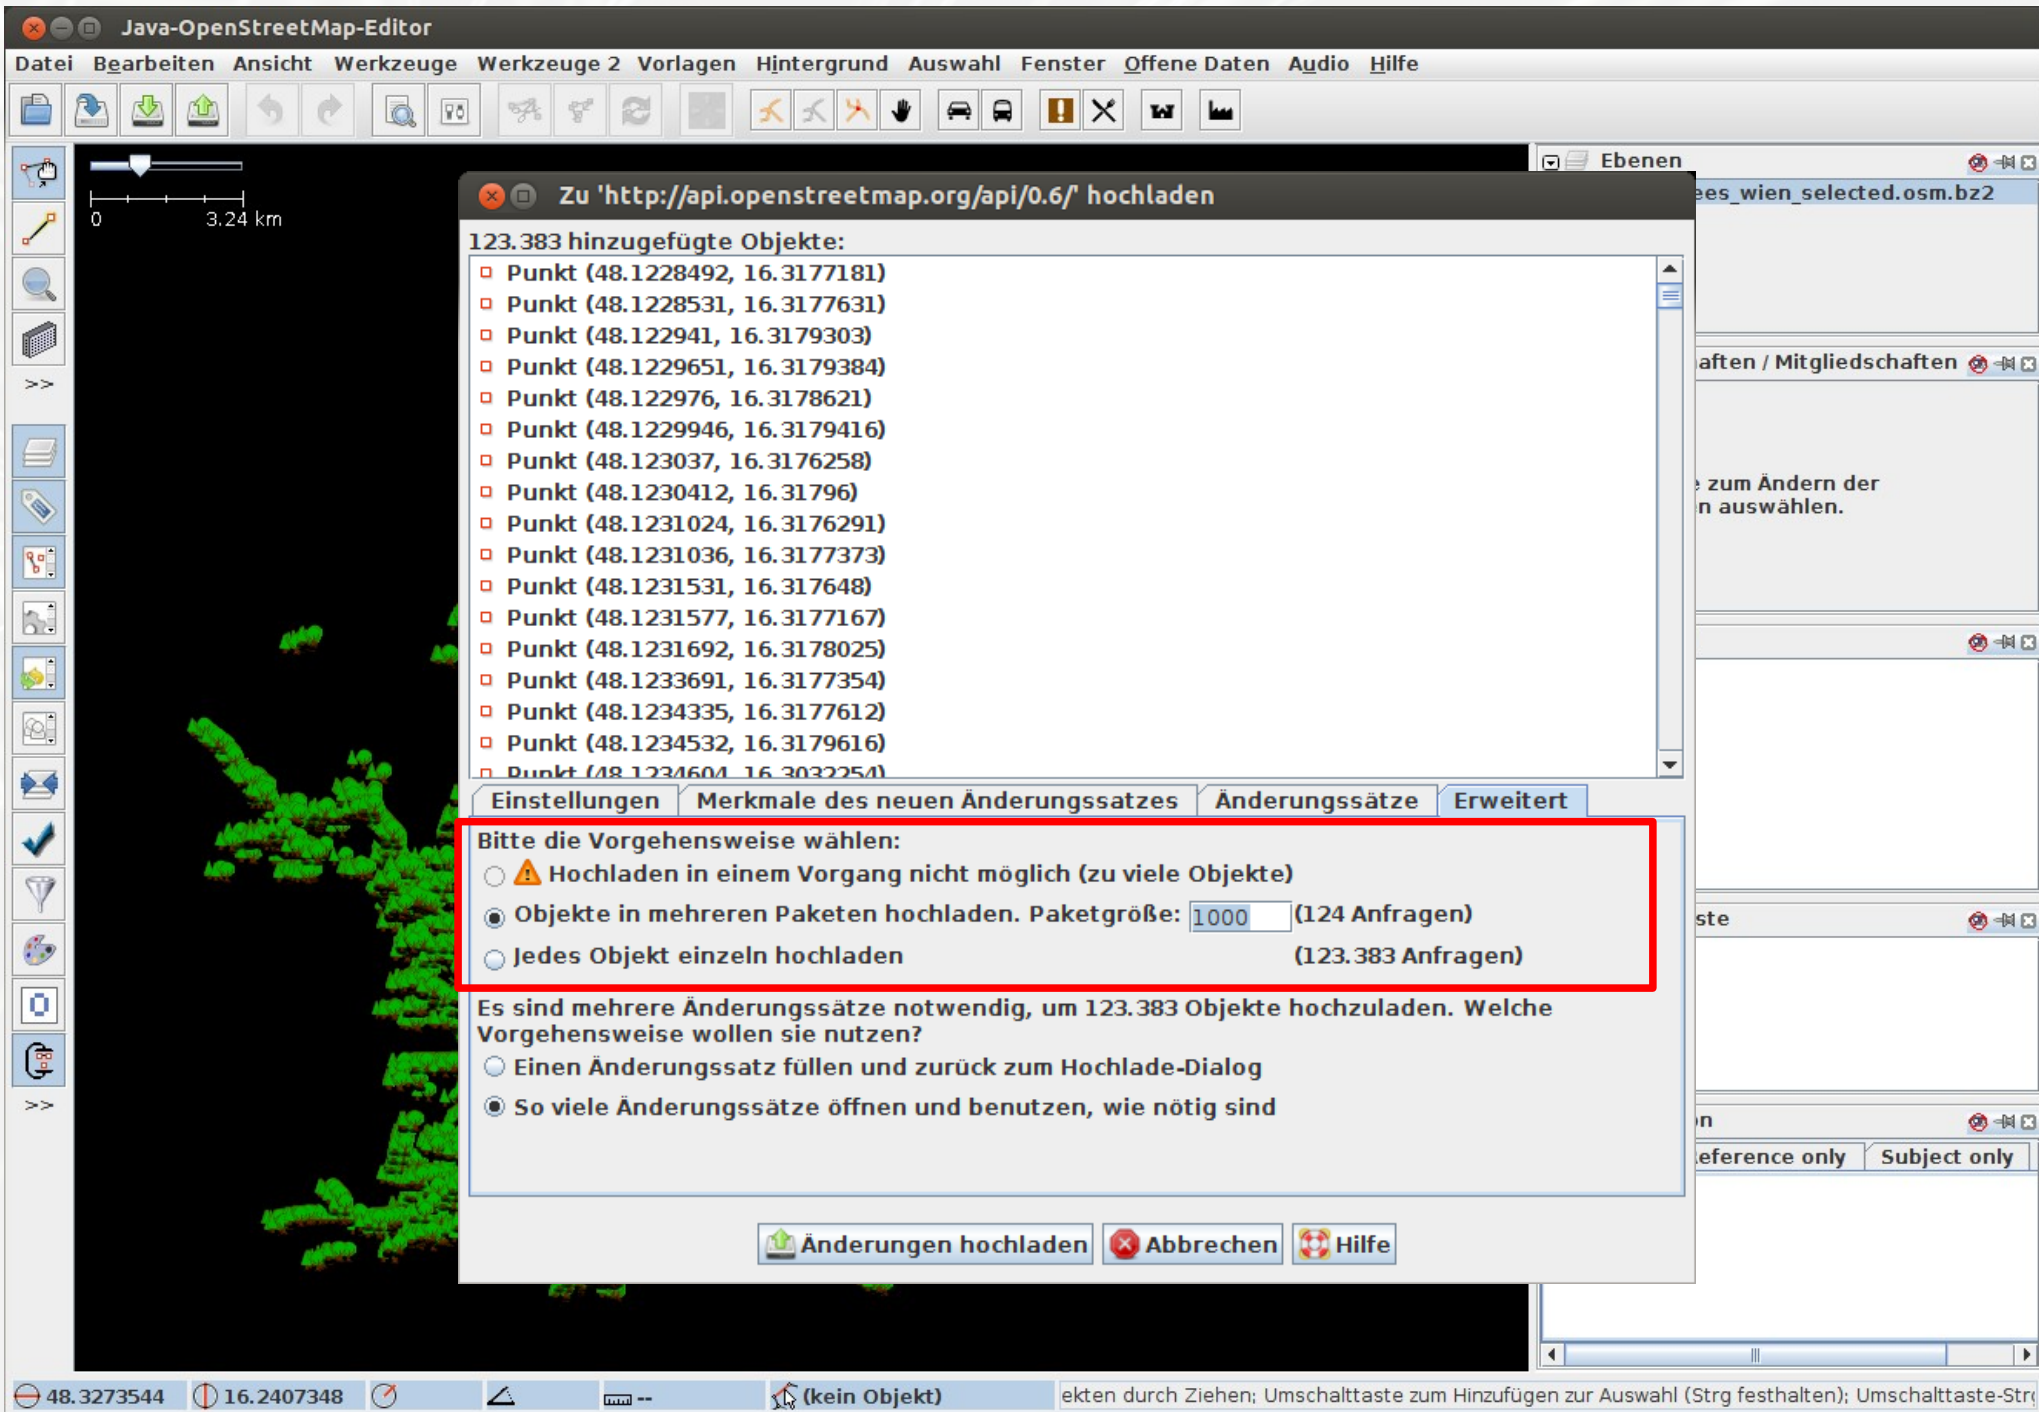 Java-OpenStreetMap-Editor
Datei Bearbeiten Ansicht Werkzeuge Werkzeuge 2 Vorlagen Hintergrund Auswahl Fenster Offene Daten Audio Hilfe
0 3.24 km
>>
>>
Ebenen
ees_wien_selected.osm.bz2
aften / Mitgliedschaften
zum Ändern der
n auswählen.
ste
n
eference only Subject only
Zu 'http://api.openstreetmap.org/api/0.6/' hochladen
123.383 hinzugefügte Objekte:
Punkt (48.1228492, 16.3177181)
Punkt (48.1228531, 16.3177631)
Punkt (48.122941, 16.3179303)
Punkt (48.1229651, 16.3179384)
Punkt (48.122976, 16.3178621)
Punkt (48.1229946, 16.3179416)
Punkt (48.123037, 16.3176258)
Punkt (48.1230412, 16.31796)
Punkt (48.1231024, 16.3176291)
Punkt (48.1231036, 16.3177373)
Punkt (48.1231531, 16.317648)
Punkt (48.1231577, 16.3177167)
Punkt (48.1231692, 16.3178025)
Punkt (48.1233691, 16.3177354)
Punkt (48.1234335, 16.3177612)
Punkt (48.1234532, 16.3179616)
Punkt (48.1234604, 16.3032254)
Einstellungen Merkmale des neuen Änderungssatzes Änderungssätze Erweitert
Bitte die Vorgehensweise wählen:
Hochladen in einem Vorgang nicht möglich (zu viele Objekte)
Objekte in mehreren Paketen hochladen. Paketgröße: 1000 (124 Anfragen)
Jedes Objekt einzeln hochladen (123.383 Anfragen)
Es sind mehrere Änderungssätze notwendig, um 123.383 Objekte hochzuladen. Welche
Vorgehensweise wollen sie nutzen?
Einen Änderungssatz füllen und zurück zum Hochlade-Dialog
So viele Änderungssätze öffnen und benutzen, wie nötig sind
Änderungen hochladen Abbrechen Hilfe
48.3273544 16.2407348 -- (kein Objekt) ekten durch Ziehen; Umschalttaste zum Hinzufügen zur Auswahl (Strg festhalten); Umschalttaste-Str